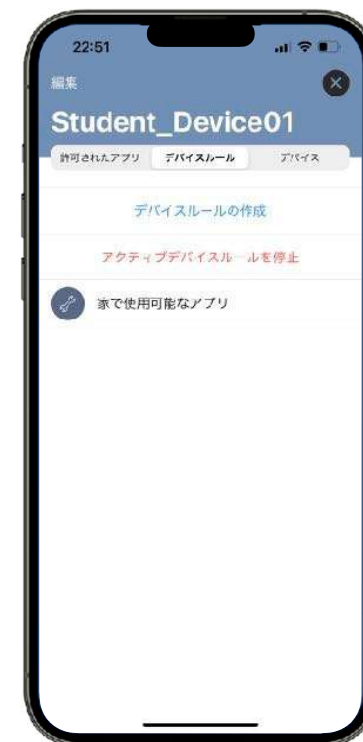 22:51
編集
Student_Device01
許可されたアプリ デバイスルール デバイス
デバイスルールの作成
アクティブデバイスルールを停止
家で使用可能なアプリ